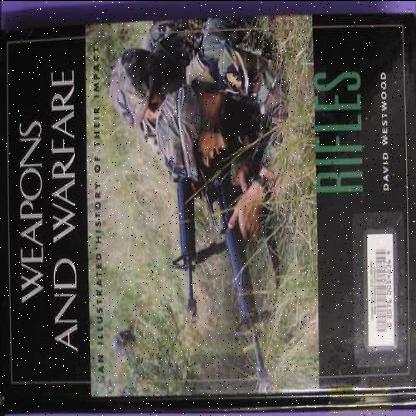 WEAPONS
AND WARFARE
AN ILLUSTRATED HISTORY OF THEIR IMPACT
RIFLES
DAVID WESTWOOD